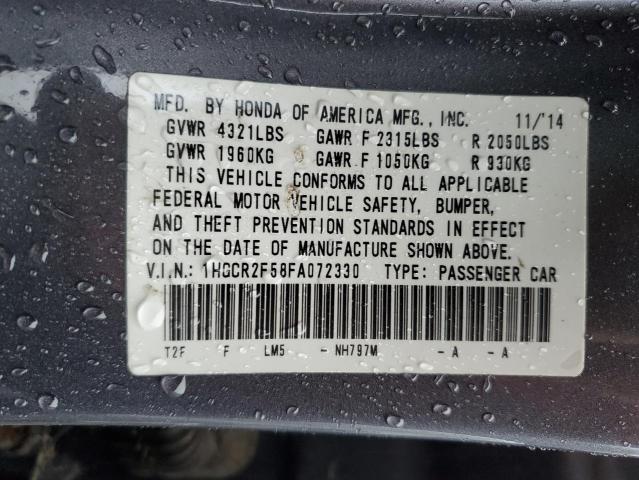 MFD. BY HONDA OF AMERICA MFG., INC. 11/'14
GVWR 4321LBS GAWR F 2315LBS R 2050LBS
GVWR 1960KG GAWR F 1050KG R 930KG
THIS VEHICLE CONFORMS TO ALL APPLICABLE
FEDERAL MOTOR VEHICLE SAFETY, BUMPER,
AND THEFT PREVENTION STANDARDS IN EFFECT
ON THE DATE OF MANUFACTURE SHOWN ABOVE.
V.I.N.: 1HGCR2F58FA072330 TYPE: PASSENGER CAR
T2F F LM5 - NH797M - A - A